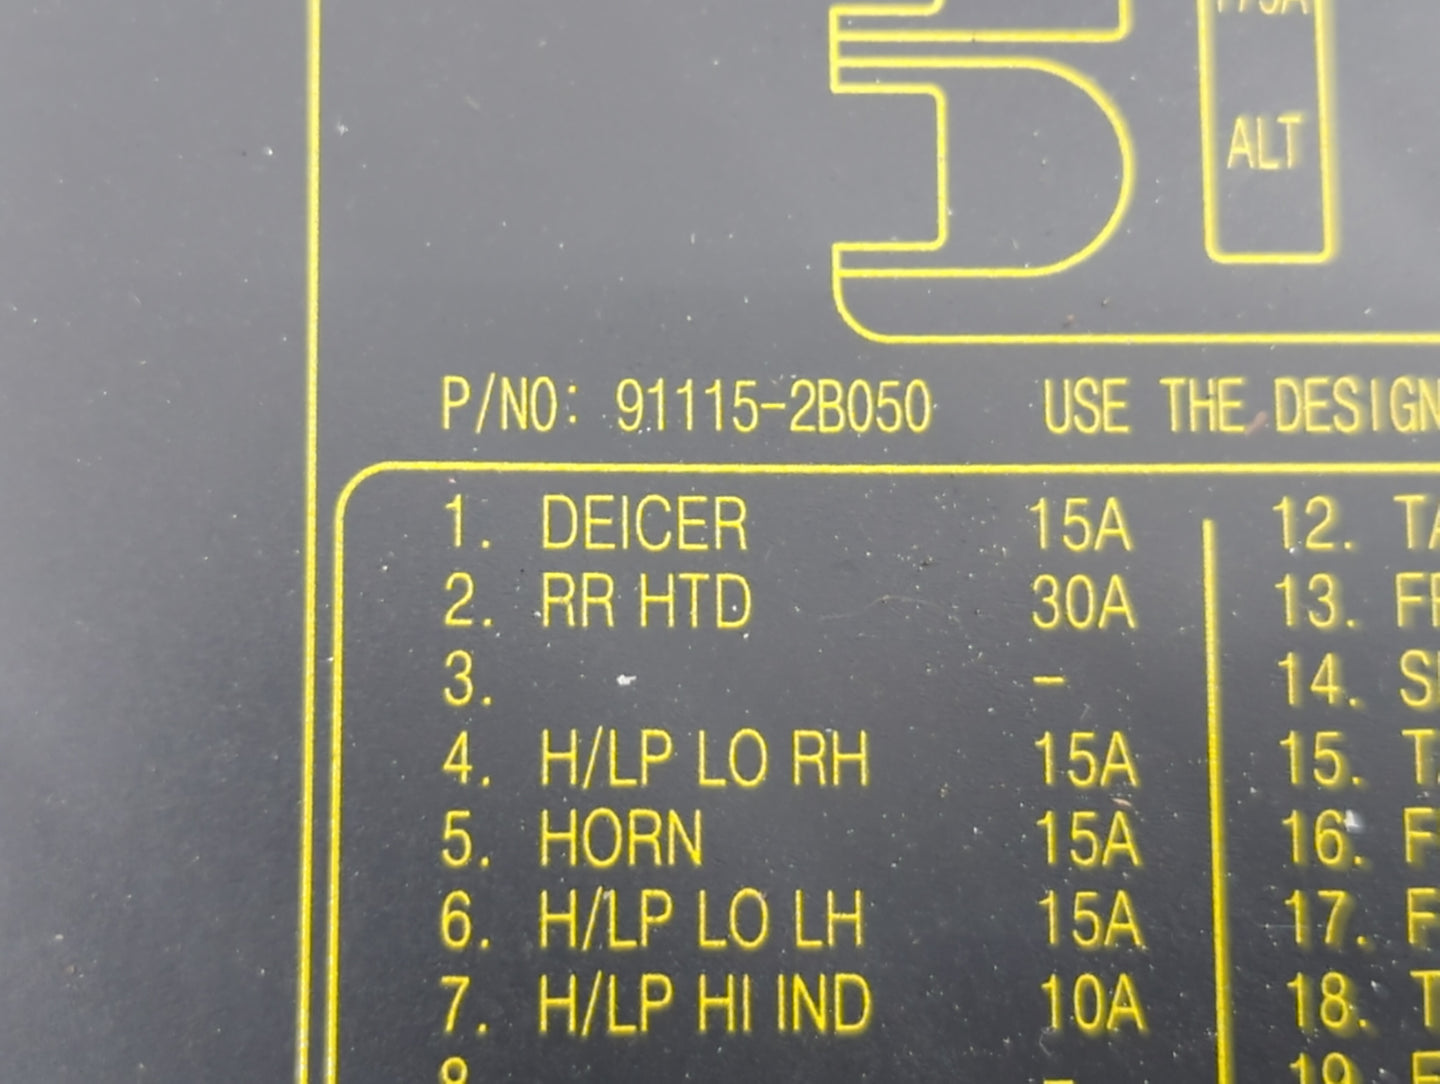 ALT
P/NO: 91115-2B050 USE THE DESIGN
1. DEICER 15A 12.
2. RR HTD 30A 13.
3. - 14.
4. H/LP LO RH 15A 15.
5. HORN 15A 16.
6. H/LP LO LH 15A 17.
7. H/LP HI IND 10A 18.
8. - 19.